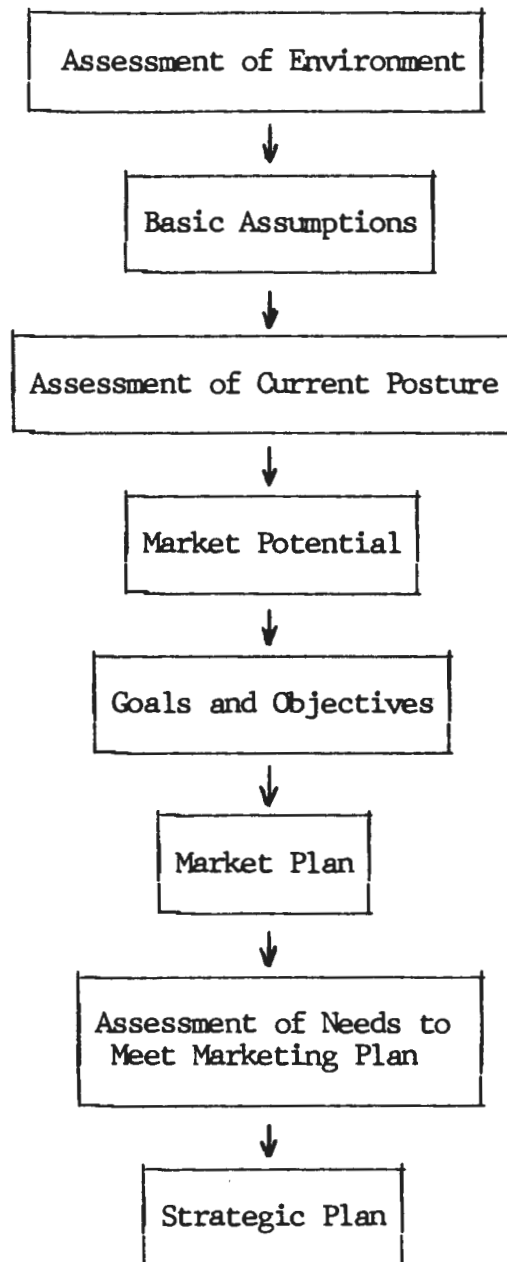 Assessment of Environment
Basic Assumptions
Assessment of Current Posture
Market Potential
Goals and Objectives
Market Plan
Assessment of Needs to
Meet Marketing Plan
Strategic Plan